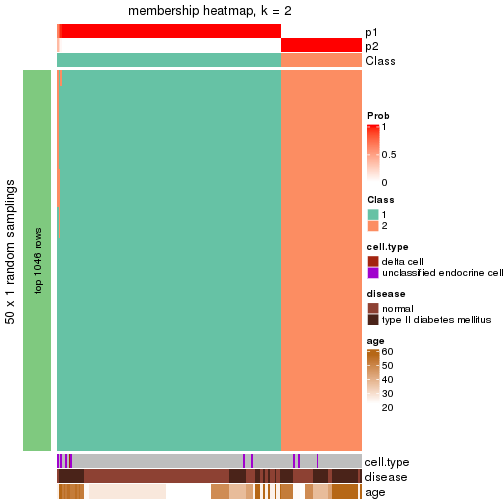 membership heatmap, k = 2
p1
p2
Class
50 x 1 random samplings
top 1046 rows
Prob
1
0.5
0
Class
1
2
cell.type
delta cell
unclassified endocrine cell
disease
normal
type II diabetes mellitus
age
60
50
40
30
20
cell.type
disease
age